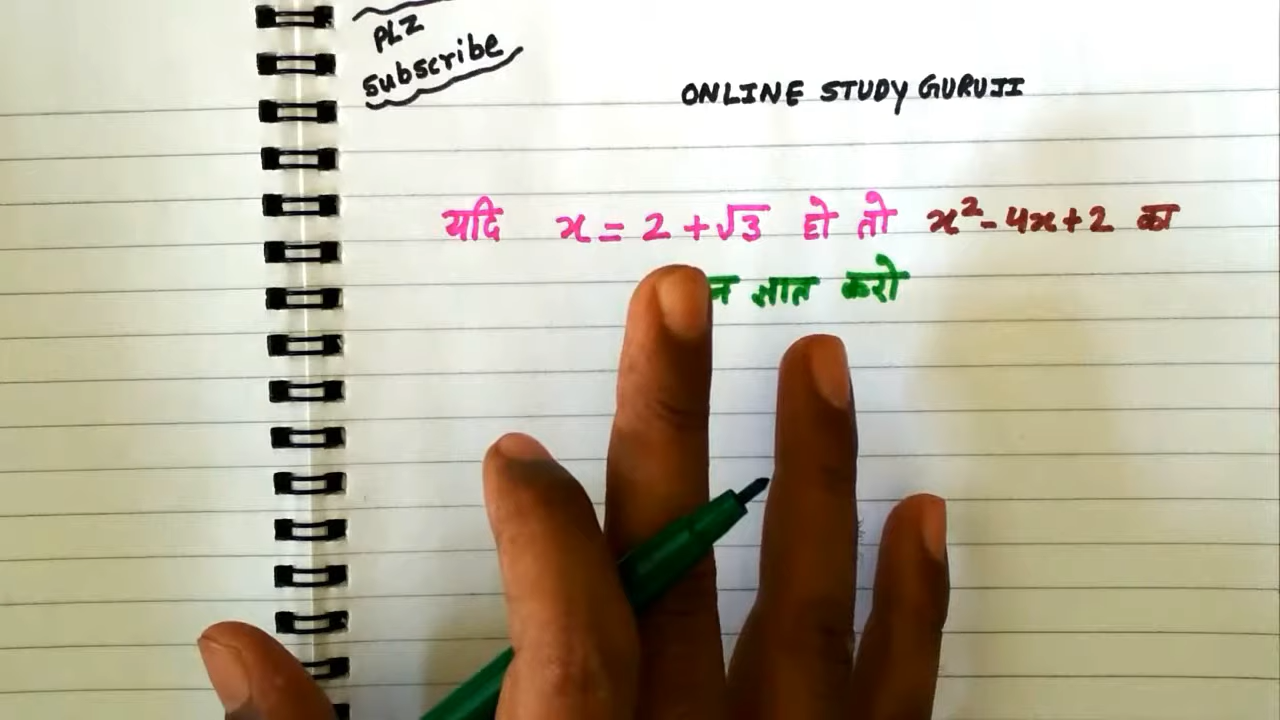 PLZ
subscribe
ONLINE STUDY GURUJI
यदि x = 2 + √3 हो तो x² - 4x + 2 का
ज्ञात करो